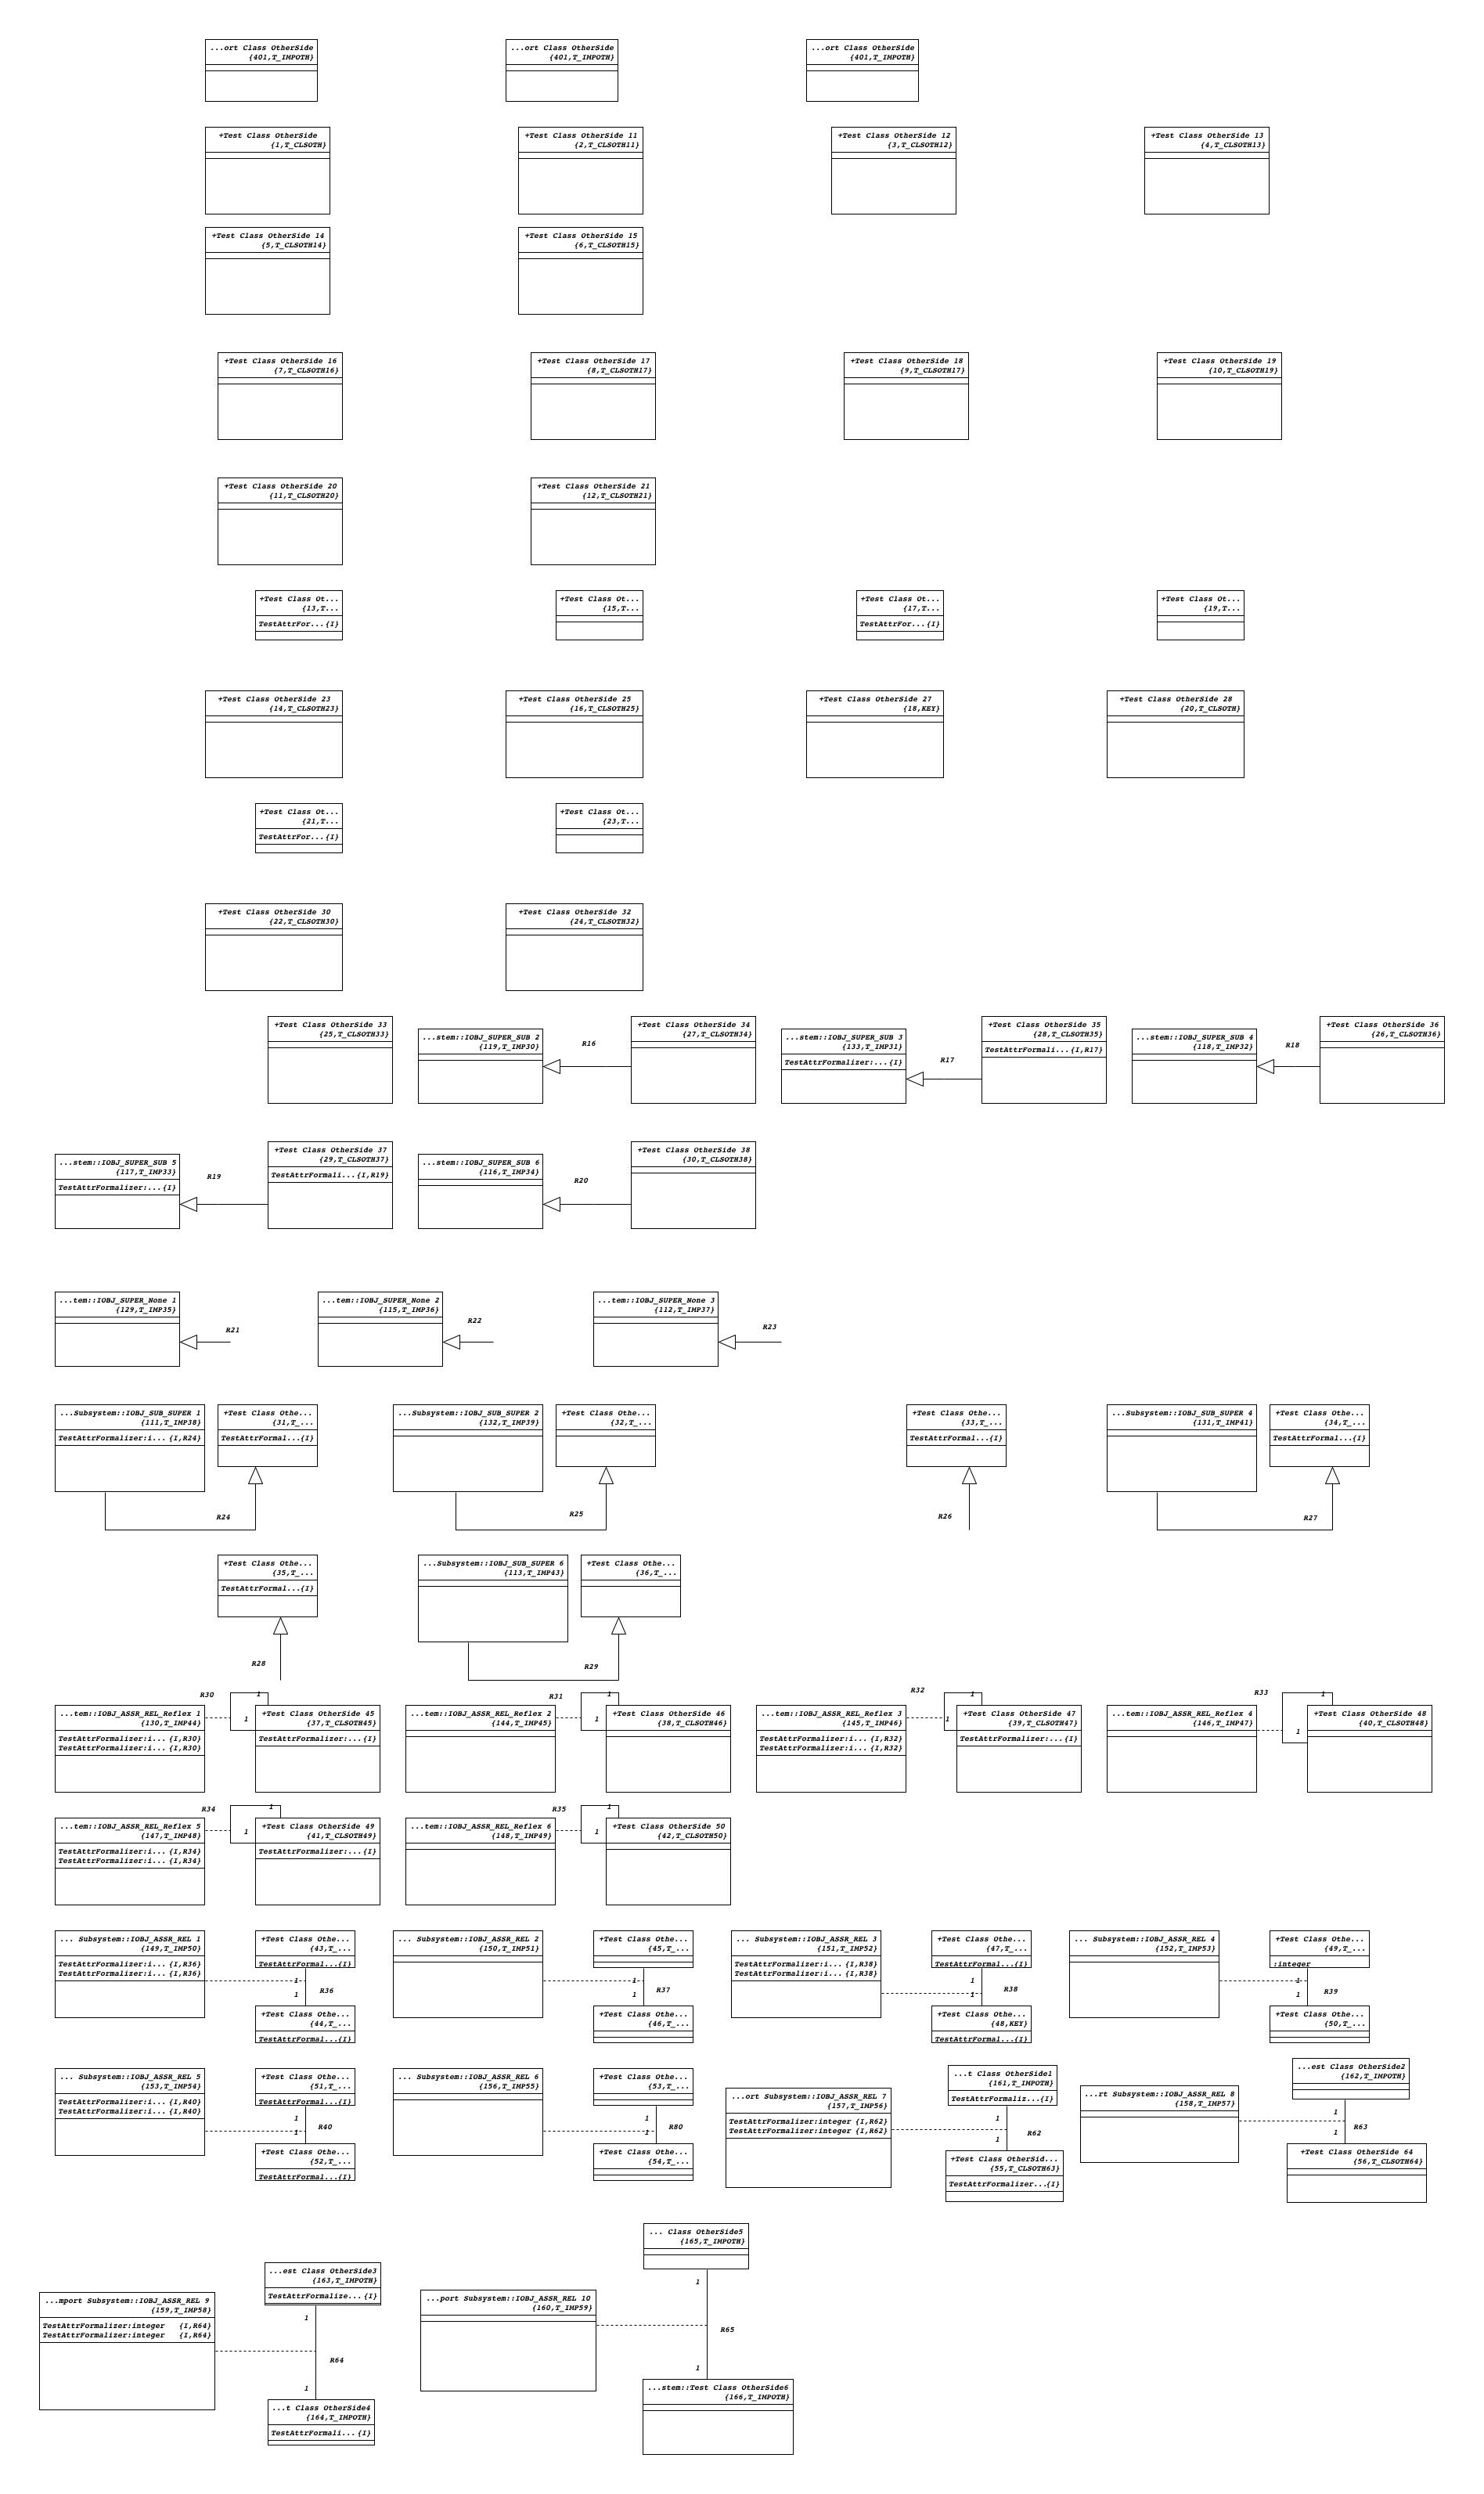 ...ort Class OtherSide
{401,T_IMPOTH}
...ort Class OtherSide
{401,T_IMPOTH}
...ort Class OtherSide
{401,T_IMPOTH}
+Test Class OtherSide
{1,T_CLSOTH}
+Test Class OtherSide 11
{2,T_CLSOTH11}
+Test Class OtherSide 12
{3,T_CLSOTH12}
+Test Class OtherSide 13
{4,T_CLSOTH13}
+Test Class OtherSide 14
{5,T_CLSOTH14}
+Test Class OtherSide 15
{6,T_CLSOTH15}
+Test Class OtherSide 16
{7,T_CLSOTH16}
+Test Class OtherSide 17
{8,T_CLSOTH17}
+Test Class OtherSide 18
{9,T_CLSOTH17}
+Test Class OtherSide 19
{10,T_CLSOTH19}
+Test Class OtherSide 20
{11,T_CLSOTH20}
+Test Class OtherSide 21
{12,T_CLSOTH21}
+Test Class Ot...
{13,T...
TestAttrFor...{I}
+Test Class Ot...
{15,T...
+Test Class Ot...
{17,T...
TestAttrFor...{I}
+Test Class Ot...
{19,T...
+Test Class OtherSide 23
{14,T_CLSOTH23}
+Test Class OtherSide 25
{16,T_CLSOTH25}
+Test Class OtherSide 27
{18,KEY}
+Test Class OtherSide 28
{20,T_CLSOTH}
+Test Class Ot...
{21,T...
TestAttrFor...{I}
+Test Class Ot...
{23,T...
+Test Class OtherSide 30
{22,T_CLSOTH30}
+Test Class OtherSide 32
{24,T_CLSOTH32}
+Test Class OtherSide 33
{25,T_CLSOTH33}
...stem::IOBJ_SUPER_SUB 2
{119,T_IMP30}
R16
+Test Class OtherSide 34
{27,T_CLSOTH34}
...stem::IOBJ_SUPER_SUB 3
{133,T_IMP31}
TestAttrFormalizer:...{I}
R17
+Test Class OtherSide 35
{28,T_CLSOTH35}
TestAttrFormali...{I,R17}
...stem::IOBJ_SUPER_SUB 4
{118,T_IMP32}
R18
+Test Class OtherSide 36
{26,T_CLSOTH36}
...stem::IOBJ_SUPER_SUB 5
{117,T_IMP33}
TestAttrFormalizer:...{I}
R19
+Test Class OtherSide 37
{29,T_CLSOTH37}
TestAttrFormali...{I,R19}
...stem::IOBJ_SUPER_SUB 6
{116,T_IMP34}
R20
+Test Class OtherSide 38
{30,T_CLSOTH38}
...tem::IOBJ_SUPER_None 1
{129,T_IMP35}
R21
...tem::IOBJ_SUPER_None 2
{115,T_IMP36}
R22
...tem::IOBJ_SUPER_None 3
{112,T_IMP37}
R23
...Subsystem::IOBJ_SUB_SUPER 1
{111,T_IMP38}
TestAttrFormalizer:i...{I,R24}
+Test Class Othe...
{31,T_...
TestAttrFormal...{I}
R24
...Subsystem::IOBJ_SUB_SUPER 2
{132,T_IMP39}
+Test Class Othe...
{32,T_...
R25
+Test Class Othe...
{33,T_...
TestAttrFormal...{I}
R26
...Subsystem::IOBJ_SUB_SUPER 4
{131,T_IMP41}
+Test Class Othe...
{34,T_...
TestAttrFormal...{I}
R27
+Test Class Othe...
{35,T_...
TestAttrFormal...{I}
R28
...Subsystem::IOBJ_SUB_SUPER 6
{113,T_IMP43}
+Test Class Othe...
{36,T_...
R29
...tem::IOBJ_ASSR_REL_Reflex 1
{130,T_IMP44}
TestAttrFormalizer:i...{I,R30}
TestAttrFormalizer:i...{I,R30}
R30
1
1
+Test Class OtherSide 45
{37,T_CLSOTH45}
TestAttrFormalizer:...{I}
...tem::IOBJ_ASSR_REL_Reflex 2
{144,T_IMP45}
R31
1
1
+Test Class OtherSide 46
{38,T_CLSOTH46}
...tem::IOBJ_ASSR_REL_Reflex 3
{145,T_IMP46}
TestAttrFormalizer:i...{I,R32}
TestAttrFormalizer:i...{I,R32}
R32
1
1
+Test Class OtherSide 47
{39,T_CLSOTH47}
TestAttrFormalizer:...{I}
...tem::IOBJ_ASSR_REL_Reflex 4
{146,T_IMP47}
R33
1
1
+Test Class OtherSide 48
{40,T_CLSOTH48}
...tem::IOBJ_ASSR_REL_Reflex 5
{147,T_IMP48}
TestAttrFormalizer:i...{I,R34}
TestAttrFormalizer:i...{I,R34}
R34
1
1
+Test Class OtherSide 49
{41,T_CLSOTH49}
TestAttrFormalizer:...{I}
...tem::IOBJ_ASSR_REL_Reflex 6
{148,T_IMP49}
R35
1
1
+Test Class OtherSide 50
{42,T_CLSOTH50}
... Subsystem::IOBJ_ASSR_REL 1
{149,T_IMP50}
TestAttrFormalizer:i...{I,R36}
TestAttrFormalizer:i...{I,R36}
+Test Class Othe...
{43,T_...
TestAttrFormal...{I}
1
1
R36
+Test Class Othe...
{44,T_...
TestAttrFormal...{I}
... Subsystem::IOBJ_ASSR_REL 2
{150,T_IMP51}
+Test Class Othe...
{45,T_...
1
1
R37
+Test Class Othe...
{46,T_...
... Subsystem::IOBJ_ASSR_REL 3
{151,T_IMP52}
TestAttrFormalizer:i...{I,R38}
TestAttrFormalizer:i...{I,R38}
+Test Class Othe...
{47,T_...
TestAttrFormal...{I}
1
1
R38
+Test Class Othe...
{48,KEY}
TestAttrFormal...{I}
... Subsystem::IOBJ_ASSR_REL 4
{152,T_IMP53}
+Test Class Othe...
{49,T_...
:integer
1
1
R39
+Test Class Othe...
{50,T_...
... Subsystem::IOBJ_ASSR_REL 5
{153,T_IMP54}
TestAttrFormalizer:i...{I,R40}
TestAttrFormalizer:i...{I,R40}
+Test Class Othe...
{51,T_...
TestAttrFormal...{I}
1
1
R40
+Test Class Othe...
{52,T_...
TestAttrFormal...{I}
... Subsystem::IOBJ_ASSR_REL 6
{156,T_IMP55}
+Test Class Othe...
{53,T_...
1
1
R80
+Test Class Othe...
{54,T_...
...ort Subsystem::IOBJ_ASSR_REL 7
{157,T_IMP56}
TestAttrFormalizer:integer {I,R62}
TestAttrFormalizer:integer {I,R62}
...t Class OtherSide1
{161,T_IMPOTH}
TestAttrFormaliz...{I}
1
1
R62
+Test Class OtherSid...
{55,T_CLSOTH63}
TestAttrFormalizer...{I}
...rt Subsystem::IOBJ_ASSR_REL 8
{158,T_IMP57}
...est Class OtherSide2
{162,T_IMPOTH}
1
1
R63
+Test Class OtherSide 64
{56,T_CLSOTH64}
...mport Subsystem::IOBJ_ASSR_REL 9
{159,T_IMP58}
TestAttrFormalizer:integer {I,R64}
TestAttrFormalizer:integer {I,R64}
...est Class OtherSide3
{163,T_IMPOTH}
TestAttrFormalize...{I}
1
R64
1
...t Class OtherSide4
{164,T_IMPOTH}
TestAttrFormali...{I}
...port Subsystem::IOBJ_ASSR_REL 10
{160,T_IMP59}
... Class OtherSide5
{165,T_IMPOTH}
1
R65
1
...stem::Test Class OtherSide6
{166,T_IMPOTH}